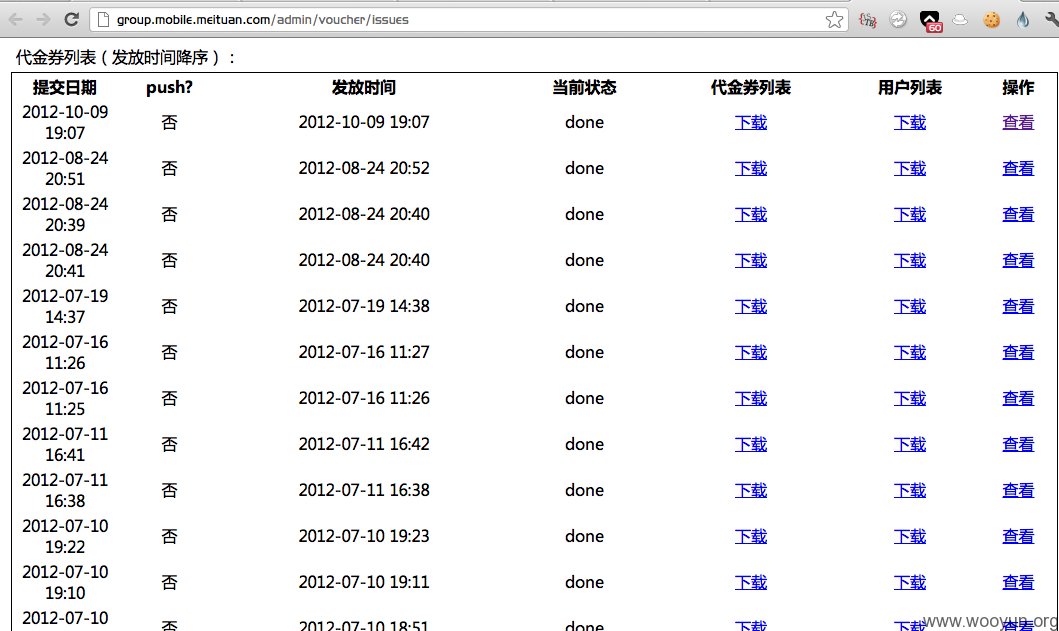 group.mobile.meituan.com/admin/voucher/issues
60
代金券列表（发放时间降序）：
提交日期 push? 发放时间 当前状态 代金券列表 用户列表 操作
2012-10-09
19:07 否 2012-10-09 19:07 done 下载 下载 查看
2012-08-24
20:51 否 2012-08-24 20:52 done 下载 下载 查看
2012-08-24
20:39 否 2012-08-24 20:40 done 下载 下载 查看
2012-08-24
20:41 否 2012-08-24 20:40 done 下载 下载 查看
2012-07-19
14:37 否 2012-07-19 14:38 done 下载 下载 查看
2012-07-16
11:26 否 2012-07-16 11:27 done 下载 下载 查看
2012-07-16
11:25 否 2012-07-16 11:26 done 下载 下载 查看
2012-07-11
16:41 否 2012-07-11 16:42 done 下载 下载 查看
2012-07-11
16:38 否 2012-07-11 16:38 done 下载 下载 查看
2012-07-10
19:22 否 2012-07-10 19:23 done 下载 下载 查看
2012-07-10
19:10 否 2012-07-10 19:11 done 下载 下载 查看
2012-07-10
否 2012-07-10 18:51 done 下载 下载 查看
www.wooyun.org